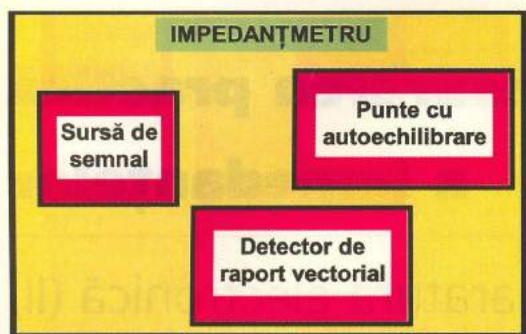 IMPEDANȚMETRU
Sursă de
semnal
Punte cu
autoechilibrare
Detector de
raport vectorial